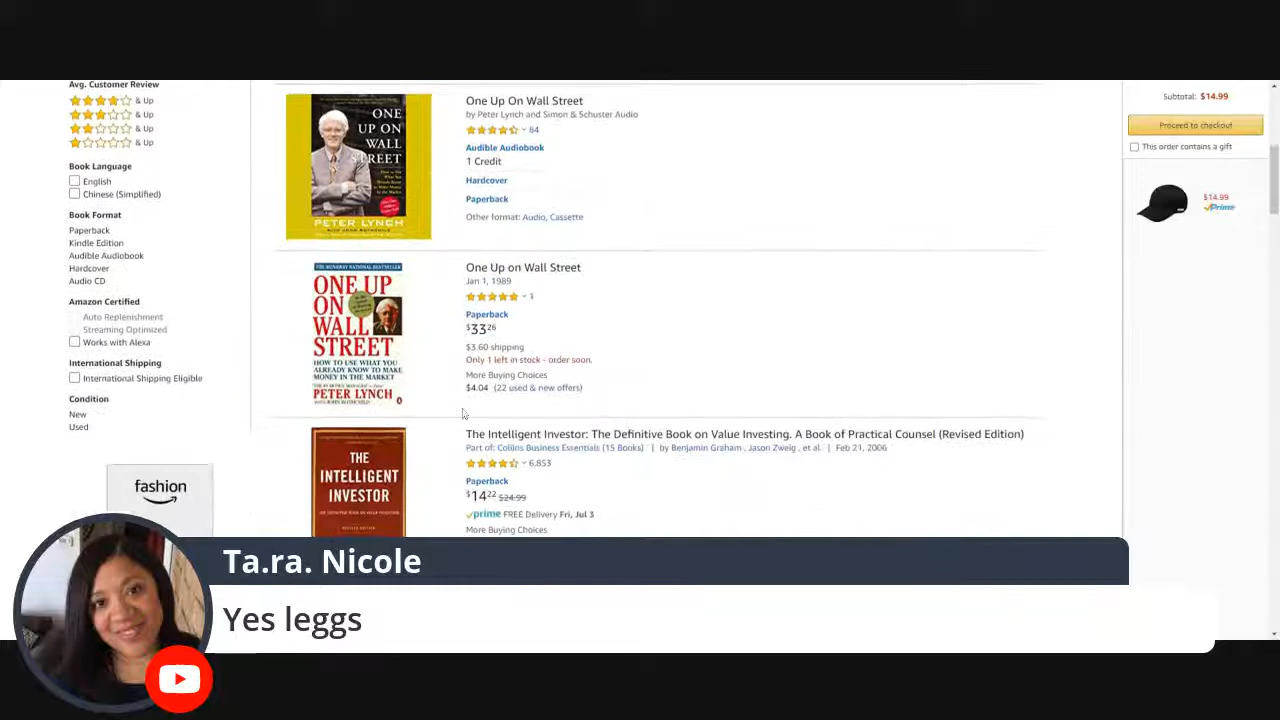 Avg. Customer Review
& Up
& Up
& Up
& Up
Book Language
English
Chinese (Simplified)
Book Format
Paperback
Kindle Edition
Audible Audiobook
Hardcover
Audio CD
Amazon Certified
Auto Replenishment
Streaming Optimized
Works with Alexa
International Shipping
International Shipping Eligible
Condition
New
Used
fashion
ONE
UP ON
WALL
STREET
PETER LYNCH
One Up On Wall Street
by Peter Lynch and Simon & Schuster Audio
84
Audible Audiobook
1 Credit
Hardcover
Paperback
Other format: Audio, Cassette
ONE UP
ON
WALL
STREET
HOW TO USE WHAT YOU
ALREADY KNOW TO MAKE
MONEY IN THE MARKET
PETER LYNCH
One Up on Wall Street
Jan 1, 1989
1
Paperback
$33.26
$3.60 shipping
Only 1 left in stock - order soon.
More Buying Choices
$4.04 (22 used & new offers)
THE
INTELLIGENT
INVESTOR
The Intelligent Investor: The Definitive Book on Value Investing. A Book of Practical Counsel (Revised Edition)
Part of: Collins Business Essentials (15 Books) | by Benjamin Graham, Jason Zweig, et al. | Feb 21, 2006
6,853
Paperback
$14.22 $24.99
prime FREE Delivery Fri, Jul 3
More Buying Choices
Subtotal: $14.99
Proceed to checkout
This order contains a gift
$14.99
Prime
Ta.ra. Nicole
Yes leggs